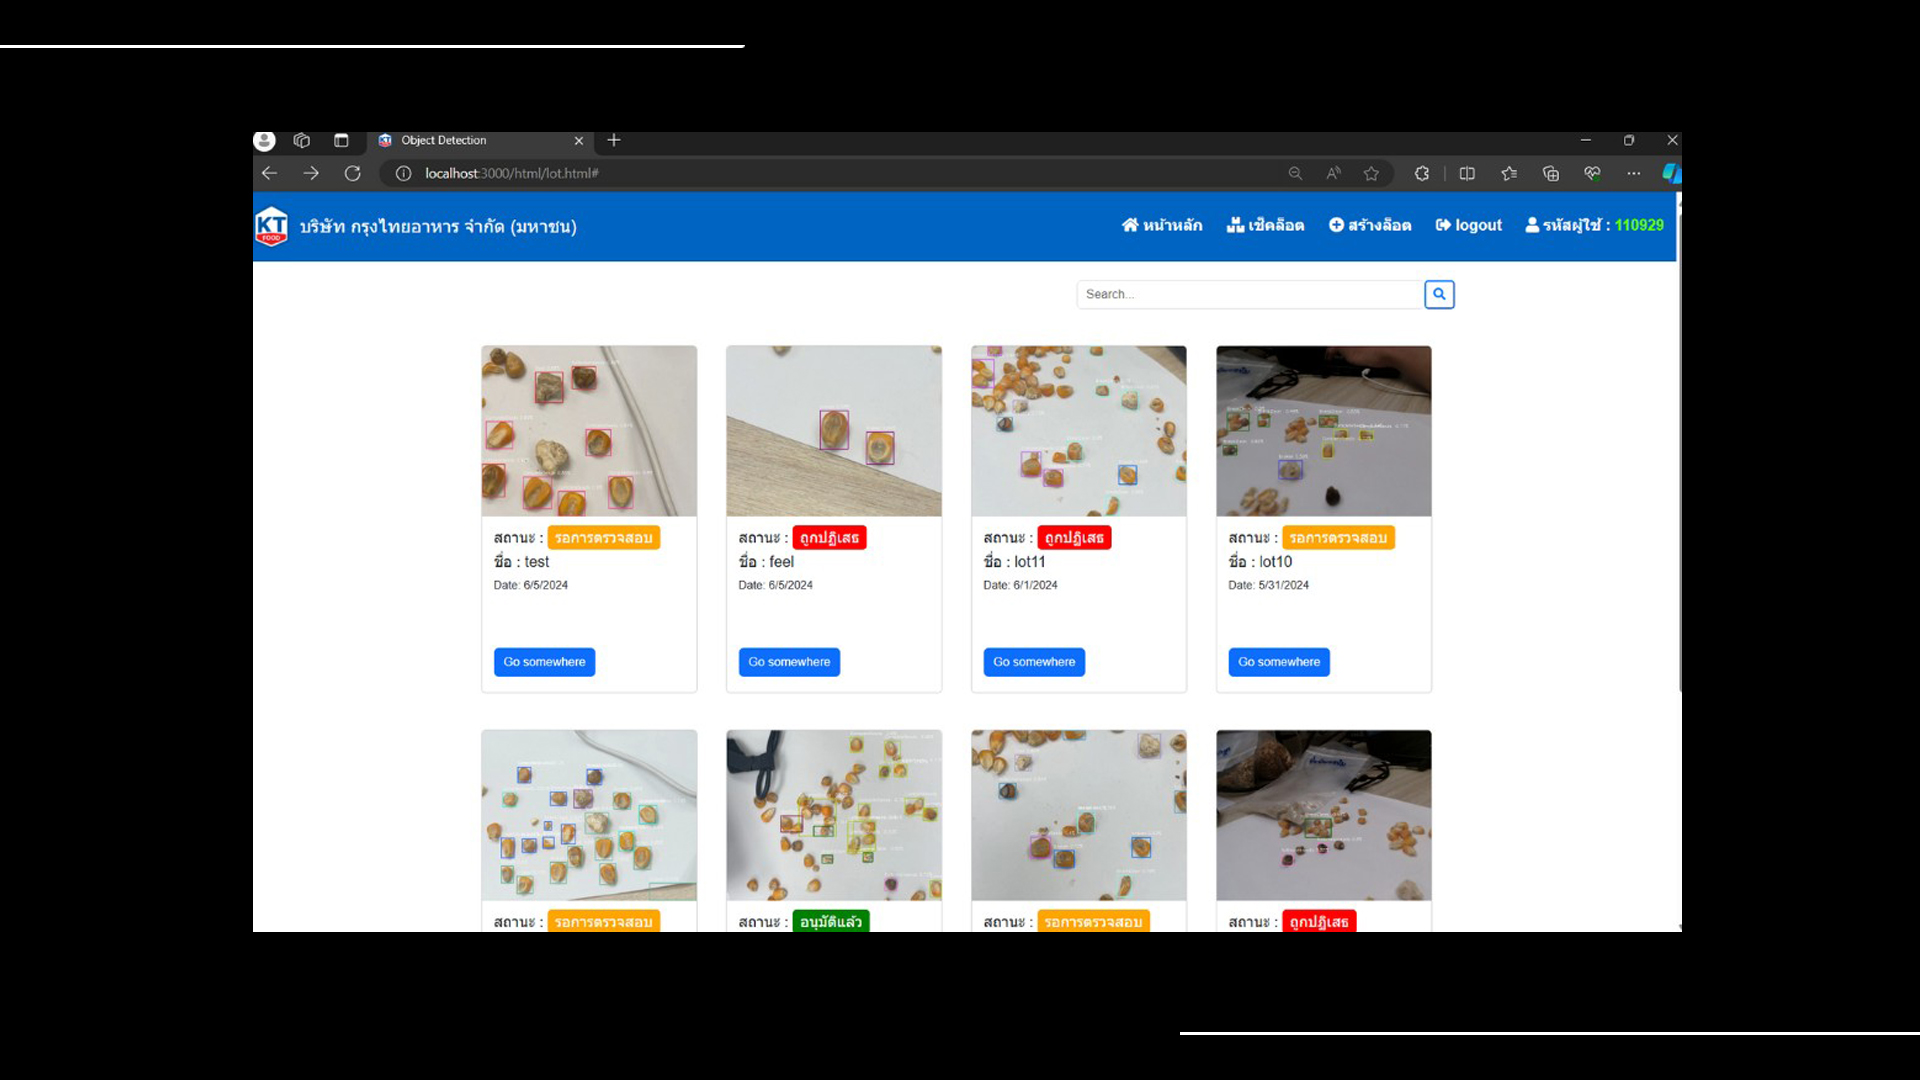 Object Detection
localhost:3000/html/lot.html#
KT FOOD บริษัท กรุงไทยอาหาร จำกัด (มหาชน) หน้าหลัก เช็คล็อต สร้างล็อต logout รหัสผู้ใช้ : 110929
Search...
สถานะ : รอการตรวจสอบ
ชื่อ : test
Date: 6/5/2024
Go somewhere
สถานะ : ถูกปฏิเสธ
ชื่อ : feel
Date: 6/5/2024
Go somewhere
สถานะ : ถูกปฏิเสธ
ชื่อ : lot11
Date: 6/1/2024
Go somewhere
สถานะ : รอการตรวจสอบ
ชื่อ : lot10
Date: 5/31/2024
Go somewhere
สถานะ : รอการตรวจสอบ
สถานะ : อนุมัติแล้ว
สถานะ : รอการตรวจสอบ
สถานะ : ถูกปฏิเสธ